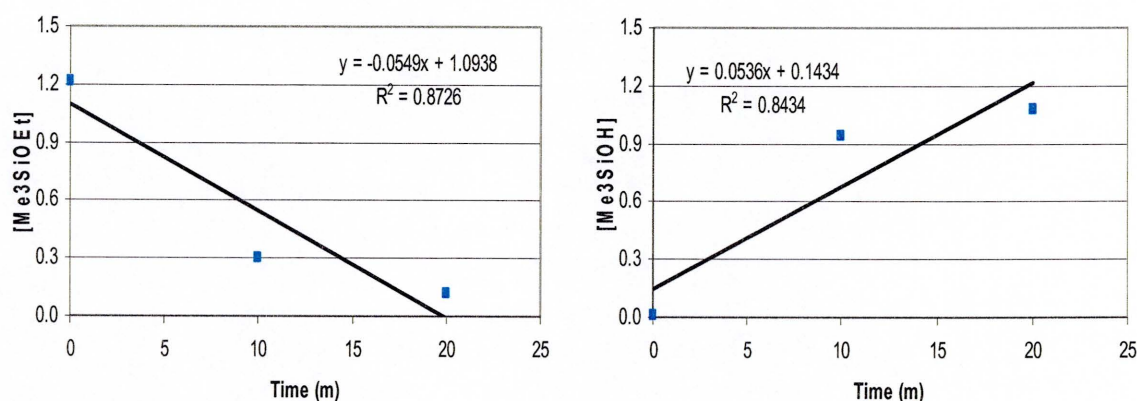 [Me3SiOEt]
1.5
1.2
0.9
0.6
0.3
0.0
y = -0.0549x + 1.0938
R² = 0.8726
0 5 10 15 20 25
Time (m)
[Me3SiOH]
1.5
1.2
0.9
0.6
0.3
0.0
y = 0.0536x + 0.1434
R² = 0.8434
0 5 10 15 20 25
Time (m)